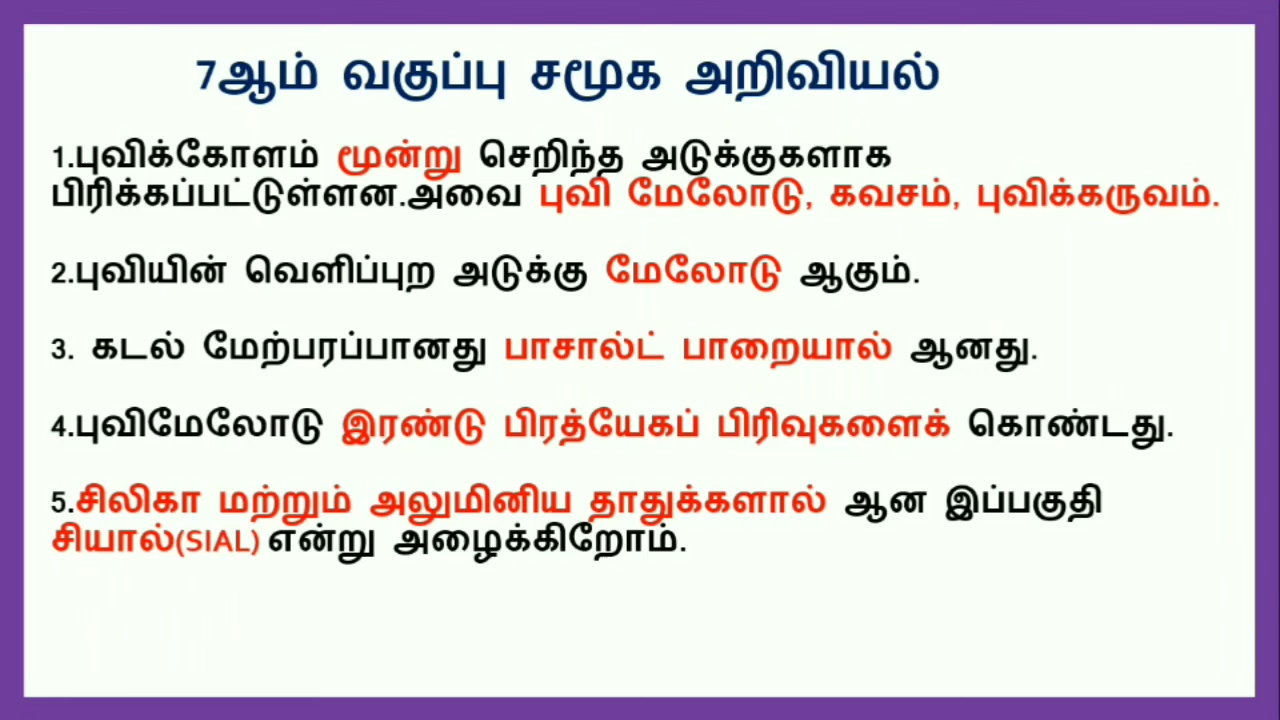 7ஆம் வகுப்பு சமூக அறிவியல்
1.புவிக்கோளம் மூன்று செறிந்த அடுக்குகளாக
பிரிக்கப்பட்டுள்ளன.அவை புவி மேலோடு, கவசம், புவிக்கருவம்.
2.புவியின் வெளிப்புற அடுக்கு மேலோடு ஆகும்.
3. கடல் மேற்பரப்பானது பாசால்ட் பாறையால் ஆனது.
4.புவிமேலோடு இரண்டு பிரத்யேகப் பிரிவுகளைக் கொண்டது.
5.சிலிகா மற்றும் அலுமினிய தாதுக்களால் ஆன இப்பகுதி
சியால்(SIAL) என்று அழைக்கிறோம்.